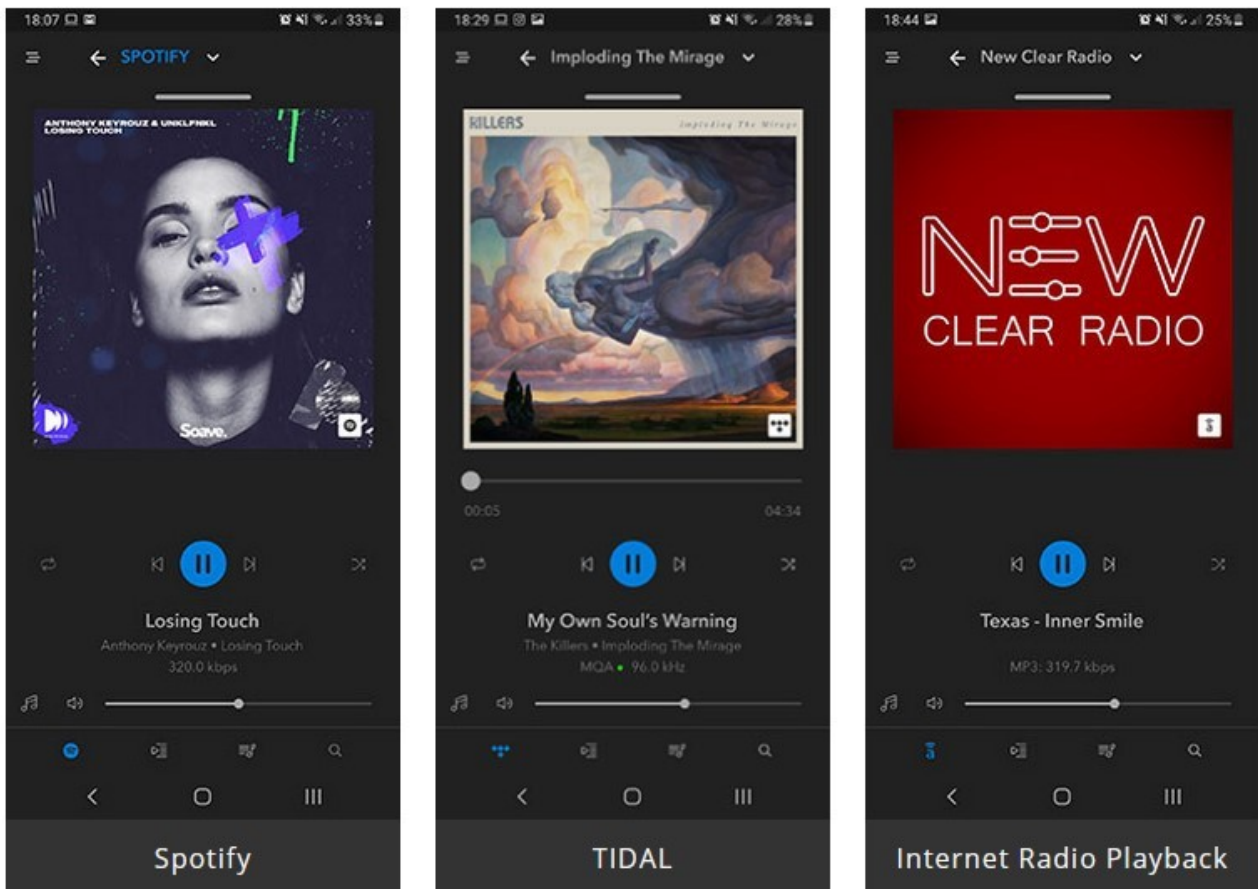 18:07 33%
SPOTIFY
ANTHONY KEYROUZ & UNKLFNKL
LOSING TOUCH
Soave.
Losing Touch
Anthony Keyrouz • Losing Touch
320.0 kbps
Spotify
18:29 28%
Imploding The Mirage
KILLERS Imploding The Mirage
00:05 04:34
My Own Soul's Warning
The Killers • Imploding The Mirage
MQA • 96.0 kHz
TIDAL
18:44 25%
New Clear Radio
NEW
CLEAR RADIO
Texas - Inner Smile
MP3: 319.7 kbps
Internet Radio Playback